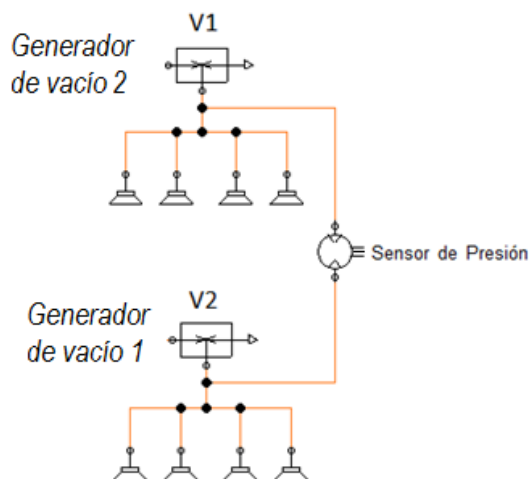 V1
Generador
de vacío 2
Sensor de Presión
V2
Generador
de vacío 1